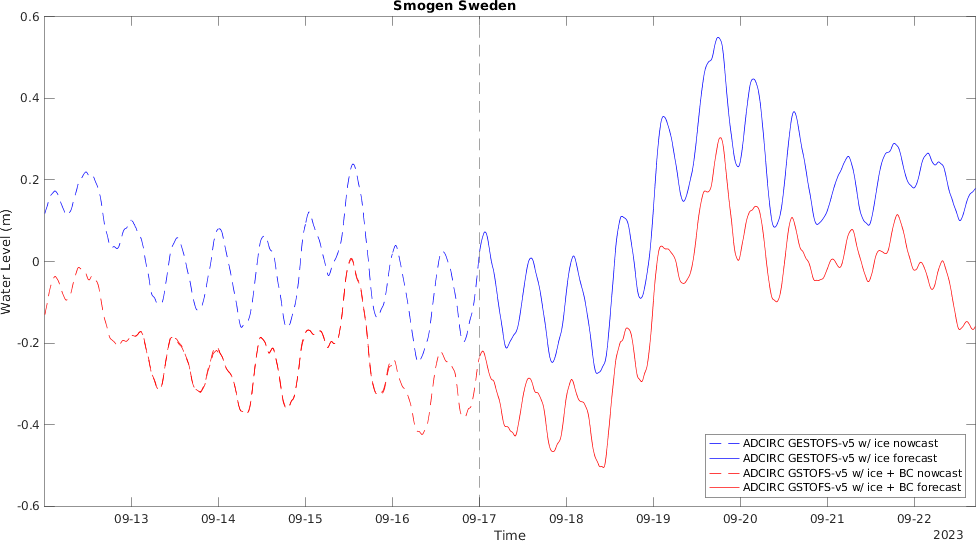 Smogen Sweden
0.6
0.4
0.2
0
-0.2
-0.4
-0.6
Water Level (m)
09-13 09-14 09-15 09-16 09-17 09-18 09-19 09-20 09-21 09-22
Time
2023
ADCIRC GESTOFS-v5 w/ ice nowcast
ADCIRC GESTOFS-v5 w/ ice forecast
ADCIRC GSTOFS-v5 w/ ice + BC nowcast
ADCIRC GSTOFS-v5 w/ ice + BC forecast